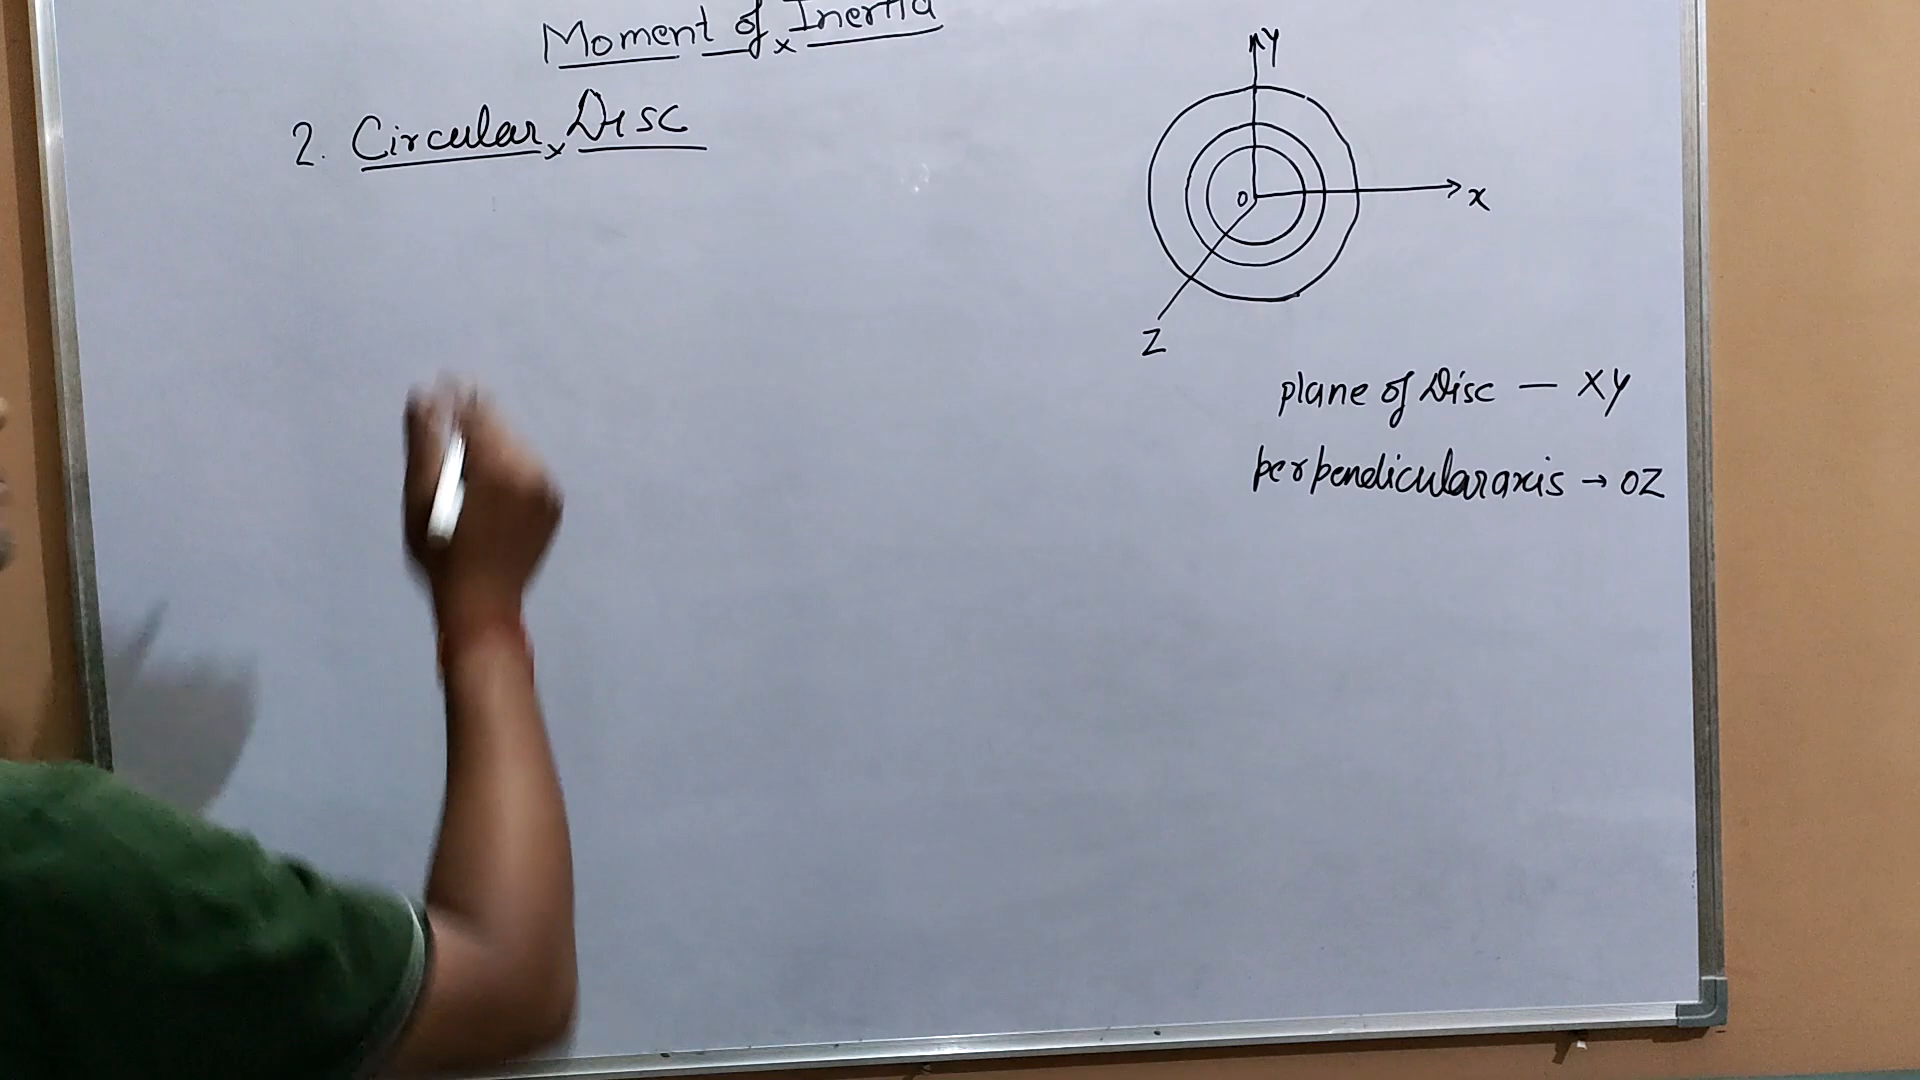 Moment of Inertia
2. Circular Disc
Y
O
X
Z
plane of Disc — XY
perpendicular axis → OZ